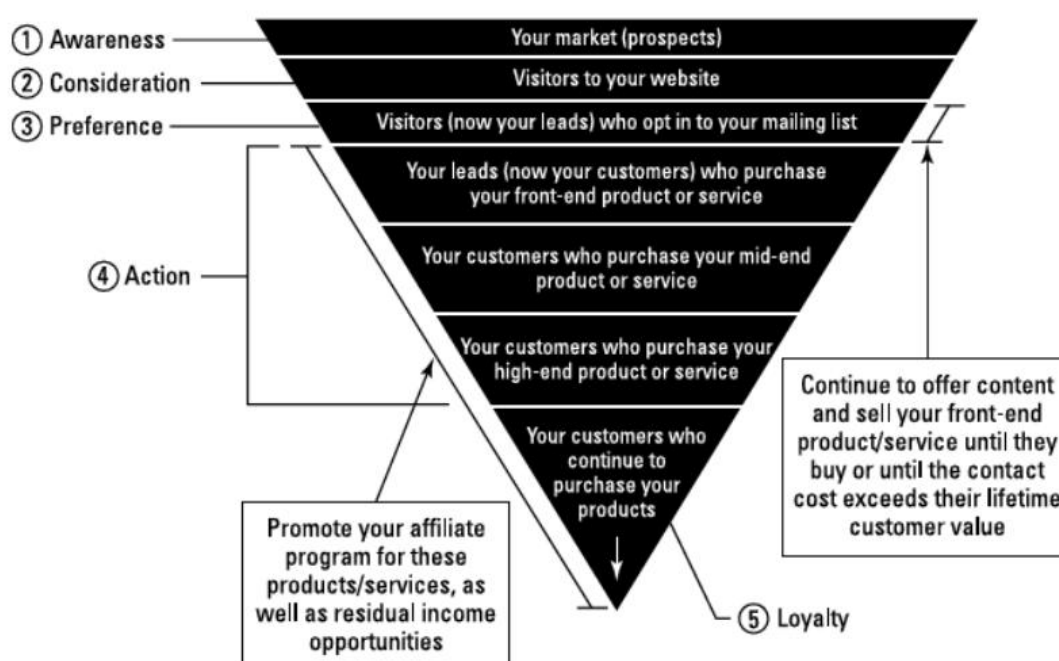 ① Awareness
Your market (prospects)
② Consideration
Visitors to your website
③ Preference
Visitors (now your leads) who opt in to your mailing list
Your leads (now your customers) who purchase
your front-end product or service
④ Action
Your customers who purchase your mid-end
product or service
Your customers who purchase your
high-end product or service
Your customers who
continue to
purchase your
products
⑤ Loyalty
Promote your affiliate
program for these
products/services, as
well as residual income
opportunities
Continue to offer content
and sell your front-end
product/service until they
buy or until the contact
cost exceeds their lifetime
customer value